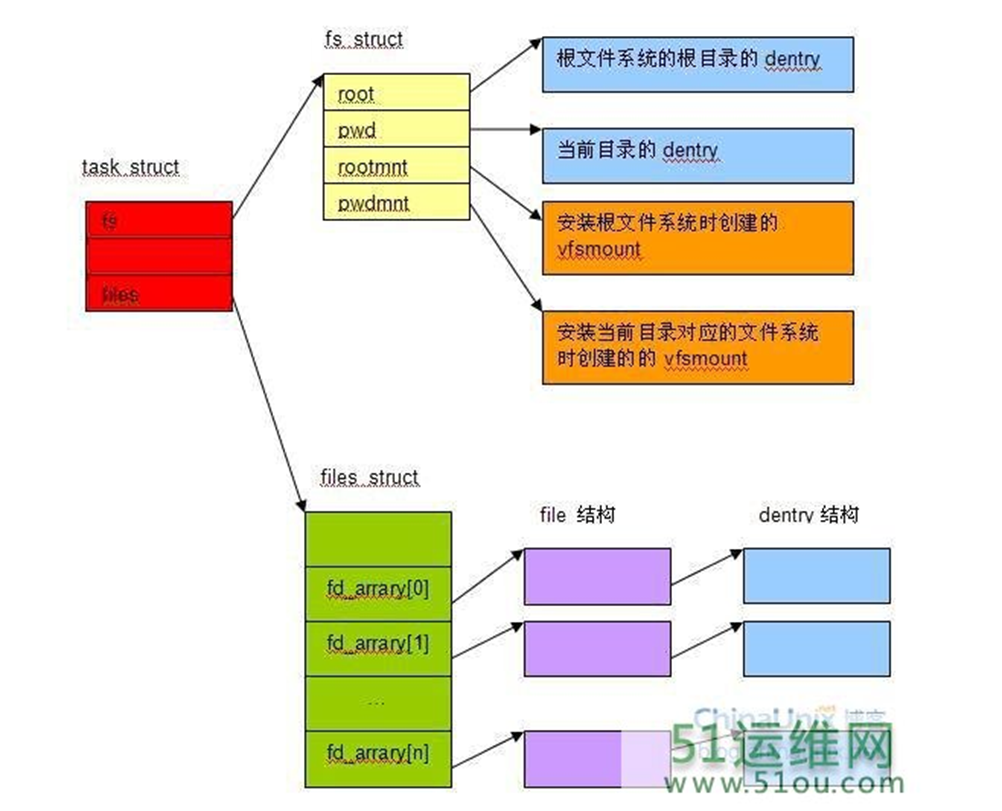 fs_struct
根文件系统的根目录的 dentry
root
pwd
当前目录的 dentry
task_struct
rootmnt
fs
pwdmnt
安装根文件系统时创建的
vfsmount
files
安装当前目录对应的文件系统
时创建的的 vfsmount
files_struct
file 结构
dentry 结构
fd_arrary[0]
fd_arrary[1]
...
fd_arrary[n]
ChinaUnix.net 博客
51运维网
www.51ou.com